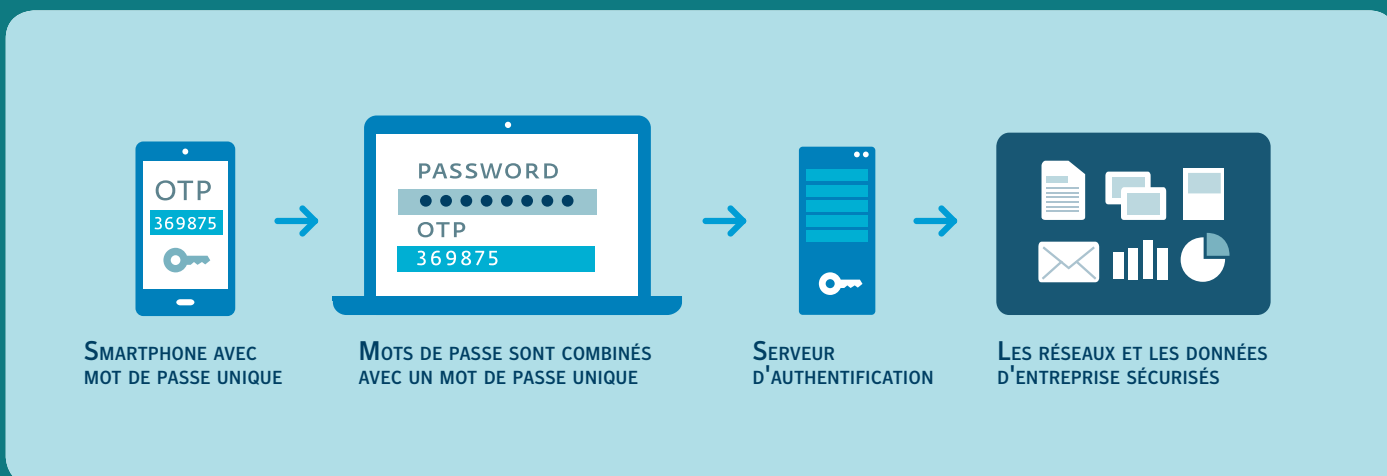 OTP
369875
PASSWORD
OTP
369875
Smartphone avec
mot de passe unique
Mots de passe sont combinés
avec un mot de passe unique
Serveur
d'authentification
Les réseaux et les données
d'entreprise sécurisés